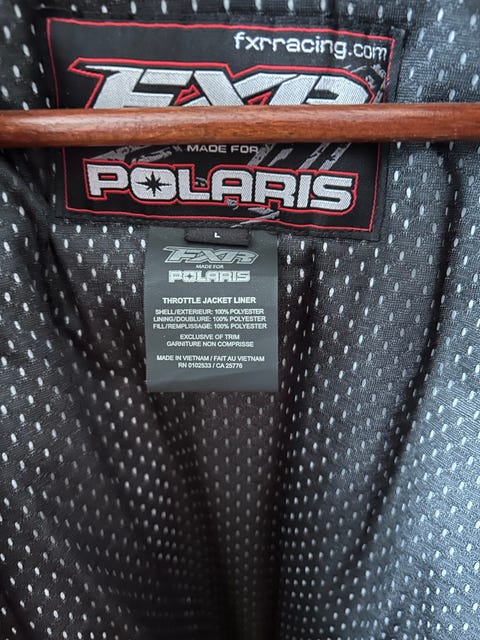 fxrracing.com
FXR
MADE FOR
POLARIS
L
FXR
MADE FOR
POLARIS
THROTTLE JACKET LINER
SHELL/EXTERIEUR: 100% POLYESTER
LINING/DOUBLURE: 100% POLYESTER
FILL/REMPLISSAGE: 100% POLYESTER
EXCLUSIVE OF TRIM
GARNITURE NON COMPRISE
MADE IN VIETNAM / FAIT AU VIETNAM
RN 0102533 / CA 25776